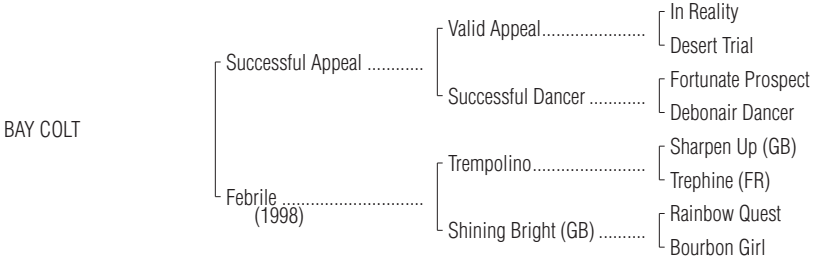 In Reality
Valid Appeal......................
Desert Trial
Successful Appeal ............
Fortunate Prospect
Successful Dancer ............
Debonair Dancer
BAY COLT
Sharpen Up (GB)
Trempolino........................
Trephine (FR)
Febrile ..............................
(1998)
Rainbow Quest
Shining Bright (GB) ..........
Bourbon Girl